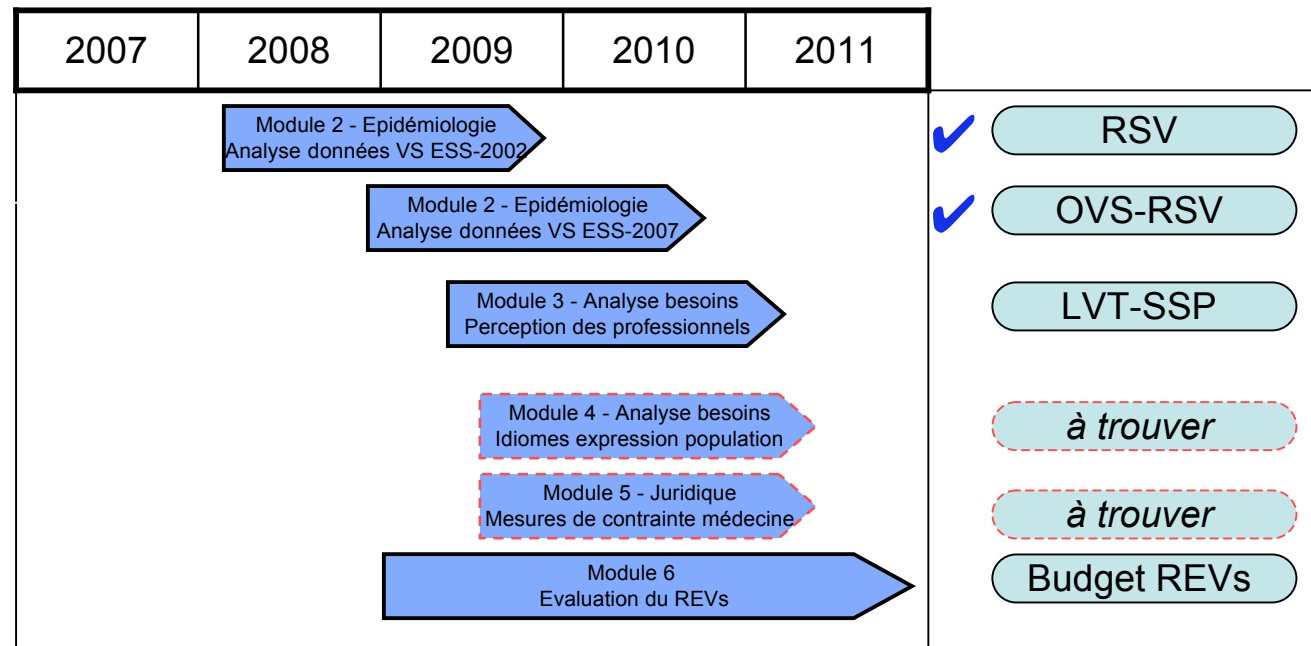 2007 2008 2009 2010 2011
Module 2 - Epidémiologie
Analyse données VS ESS-2002
RSV
Module 2 - Epidémiologie
Analyse données VS ESS-2007
OVS-RSV
Module 3 - Analyse besoins
Perception des professionnels
LVT-SSP
Module 4 - Analyse besoins
Idiomes expression population
à trouver
Module 5 - Juridique
Mesures de contrainte médecine
à trouver
Module 6
Evaluation du REVs
Budget REVs